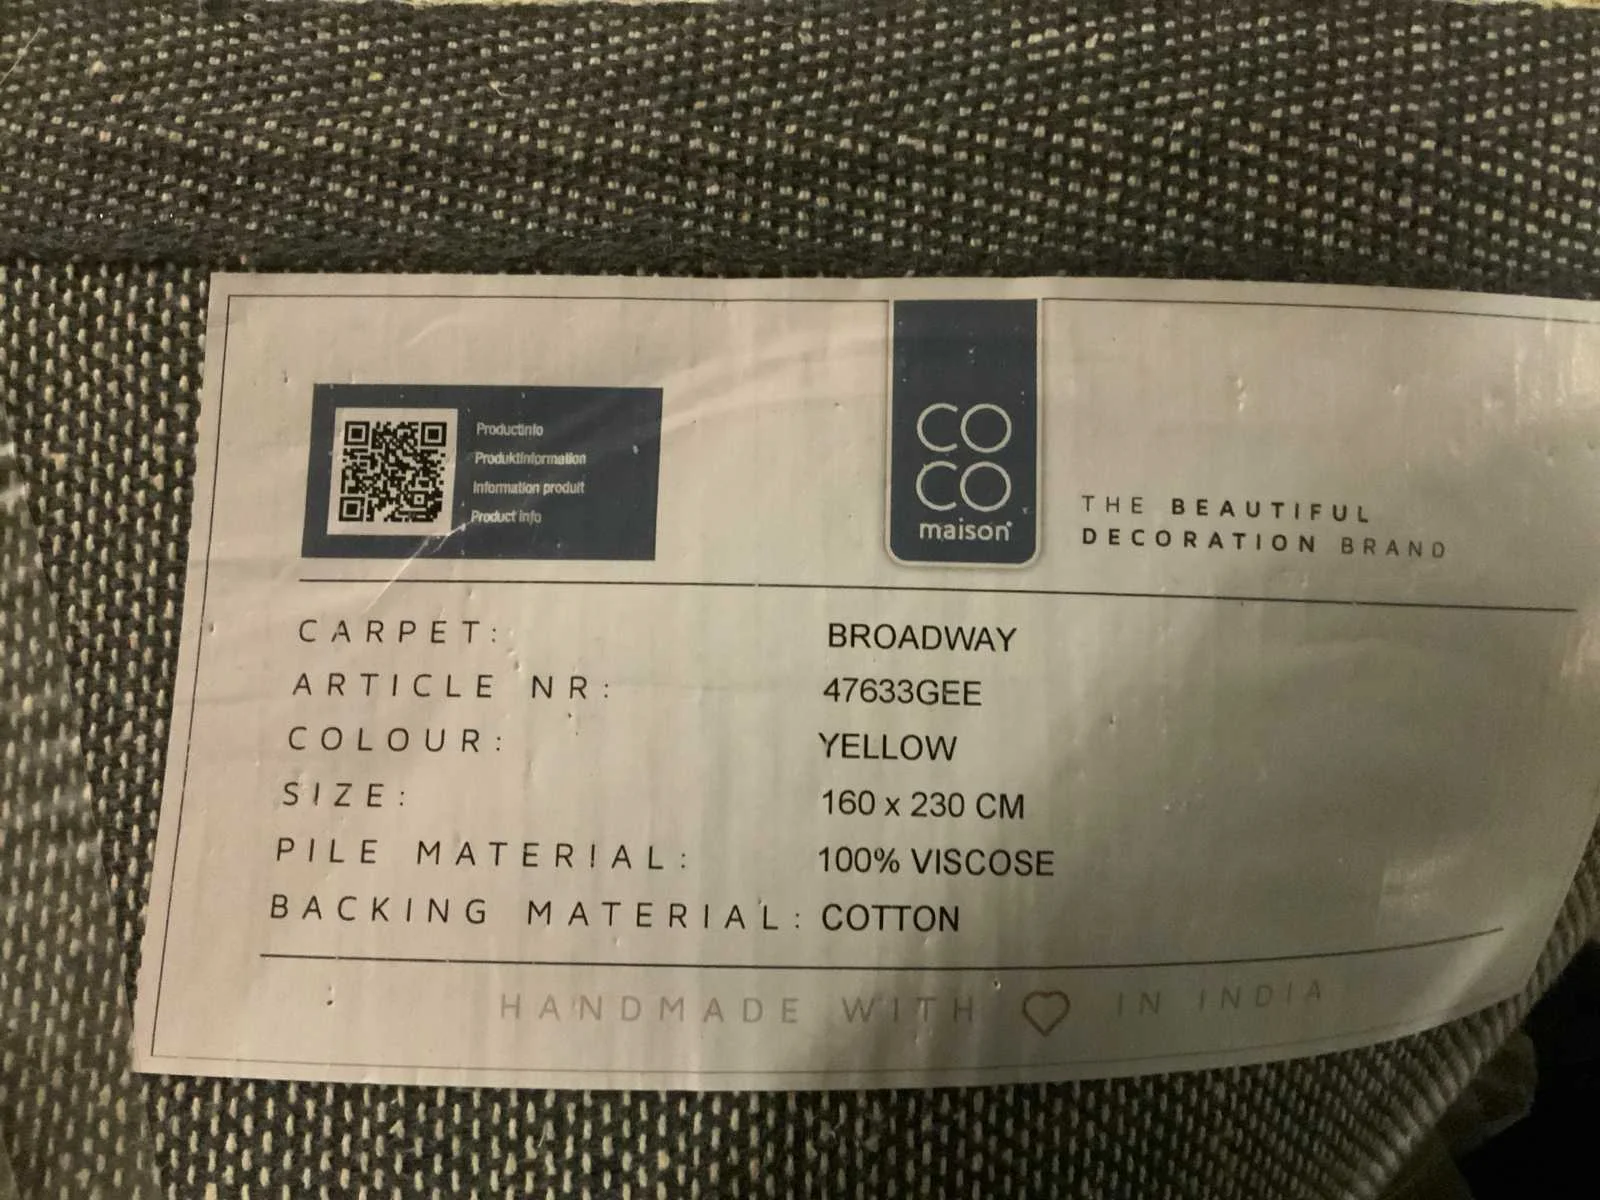 Productinfo
Produktinformation
Information produit
Product info
CO
CO
maison
THE BEAUTIFUL
DECORATION BRAND
CARPET: BROADWAY
ARTICLE NR: 47633GEE
COLOUR: YELLOW
SIZE: 160 x 230 CM
PILE MATERIAL: 100% VISCOSE
BACKING MATERIAL: COTTON
HANDMADE WITH ♡ IN INDIA